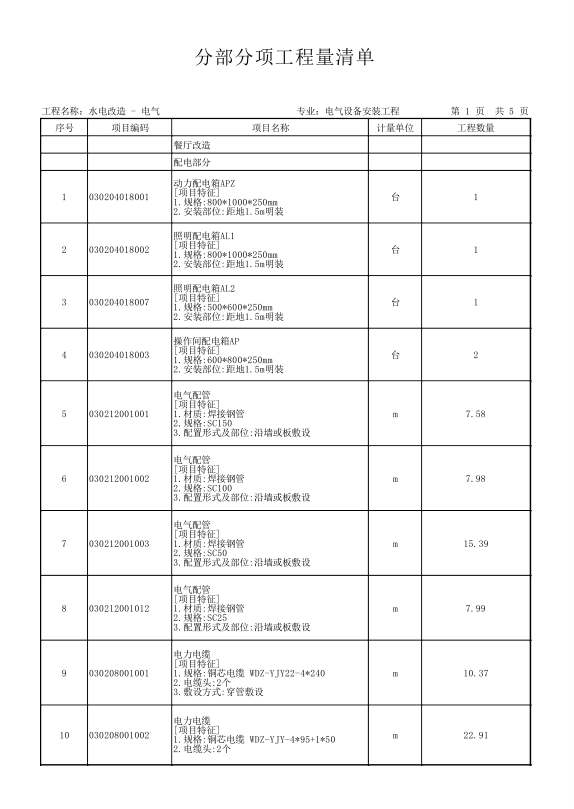 分部分项工程量清单
工程名称: 水电改造 - 电气 专业: 电气设备安装工程 第 1 页 共 5 页
序号 项目编码 项目名称 计量单位 工程数量
餐厅改造
配电部分
1 030204018001 动力配电箱APZ 台 1
[项目特征]
1.规格:800*1000*250mm
2.安装部位:距地1.5m明装
2 030204018002 照明配电箱AL1 台 1
[项目特征]
1.规格:800*1000*250mm
2.安装部位:距地1.5m明装
3 030204018007 照明配电箱AL2 台 1
[项目特征]
1.规格:500*600*250mm
2.安装部位:距地1.5m明装
4 030204018003 操作间配电箱AP 台 2
[项目特征]
1.规格:600*800*250mm
2.安装部位:距地1.5m明装
5 030212001001 电气配管 m 7.58
[项目特征]
1.材质:焊接钢管
2.规格:SC150
3.配置形式及部位:沿墙或板敷设
6 030212001002 电气配管 m 7.98
[项目特征]
1.材质:焊接钢管
2.规格:SC100
3.配置形式及部位:沿墙或板敷设
7 030212001003 电气配管 m 15.39
[项目特征]
1.材质:焊接钢管
2.规格:SC50
3.配置形式及部位:沿墙或板敷设
8 030212001012 电气配管 m 7.99
[项目特征]
1.材质:焊接钢管
2.规格:SC25
3.配置形式及部位:沿墙或板敷设
9 030208001001 电力电缆 m 10.37
[项目特征]
1.规格:铜芯电缆 WDZ-YJY22-4*240
2.电缆头:2个
3.敷设方式:穿管敷设
10 030208001002 电力电缆 m 22.91
[项目特征]
1.规格:铜芯电缆 WDZ-YJY-4*95+1*50
2.电缆头:2个